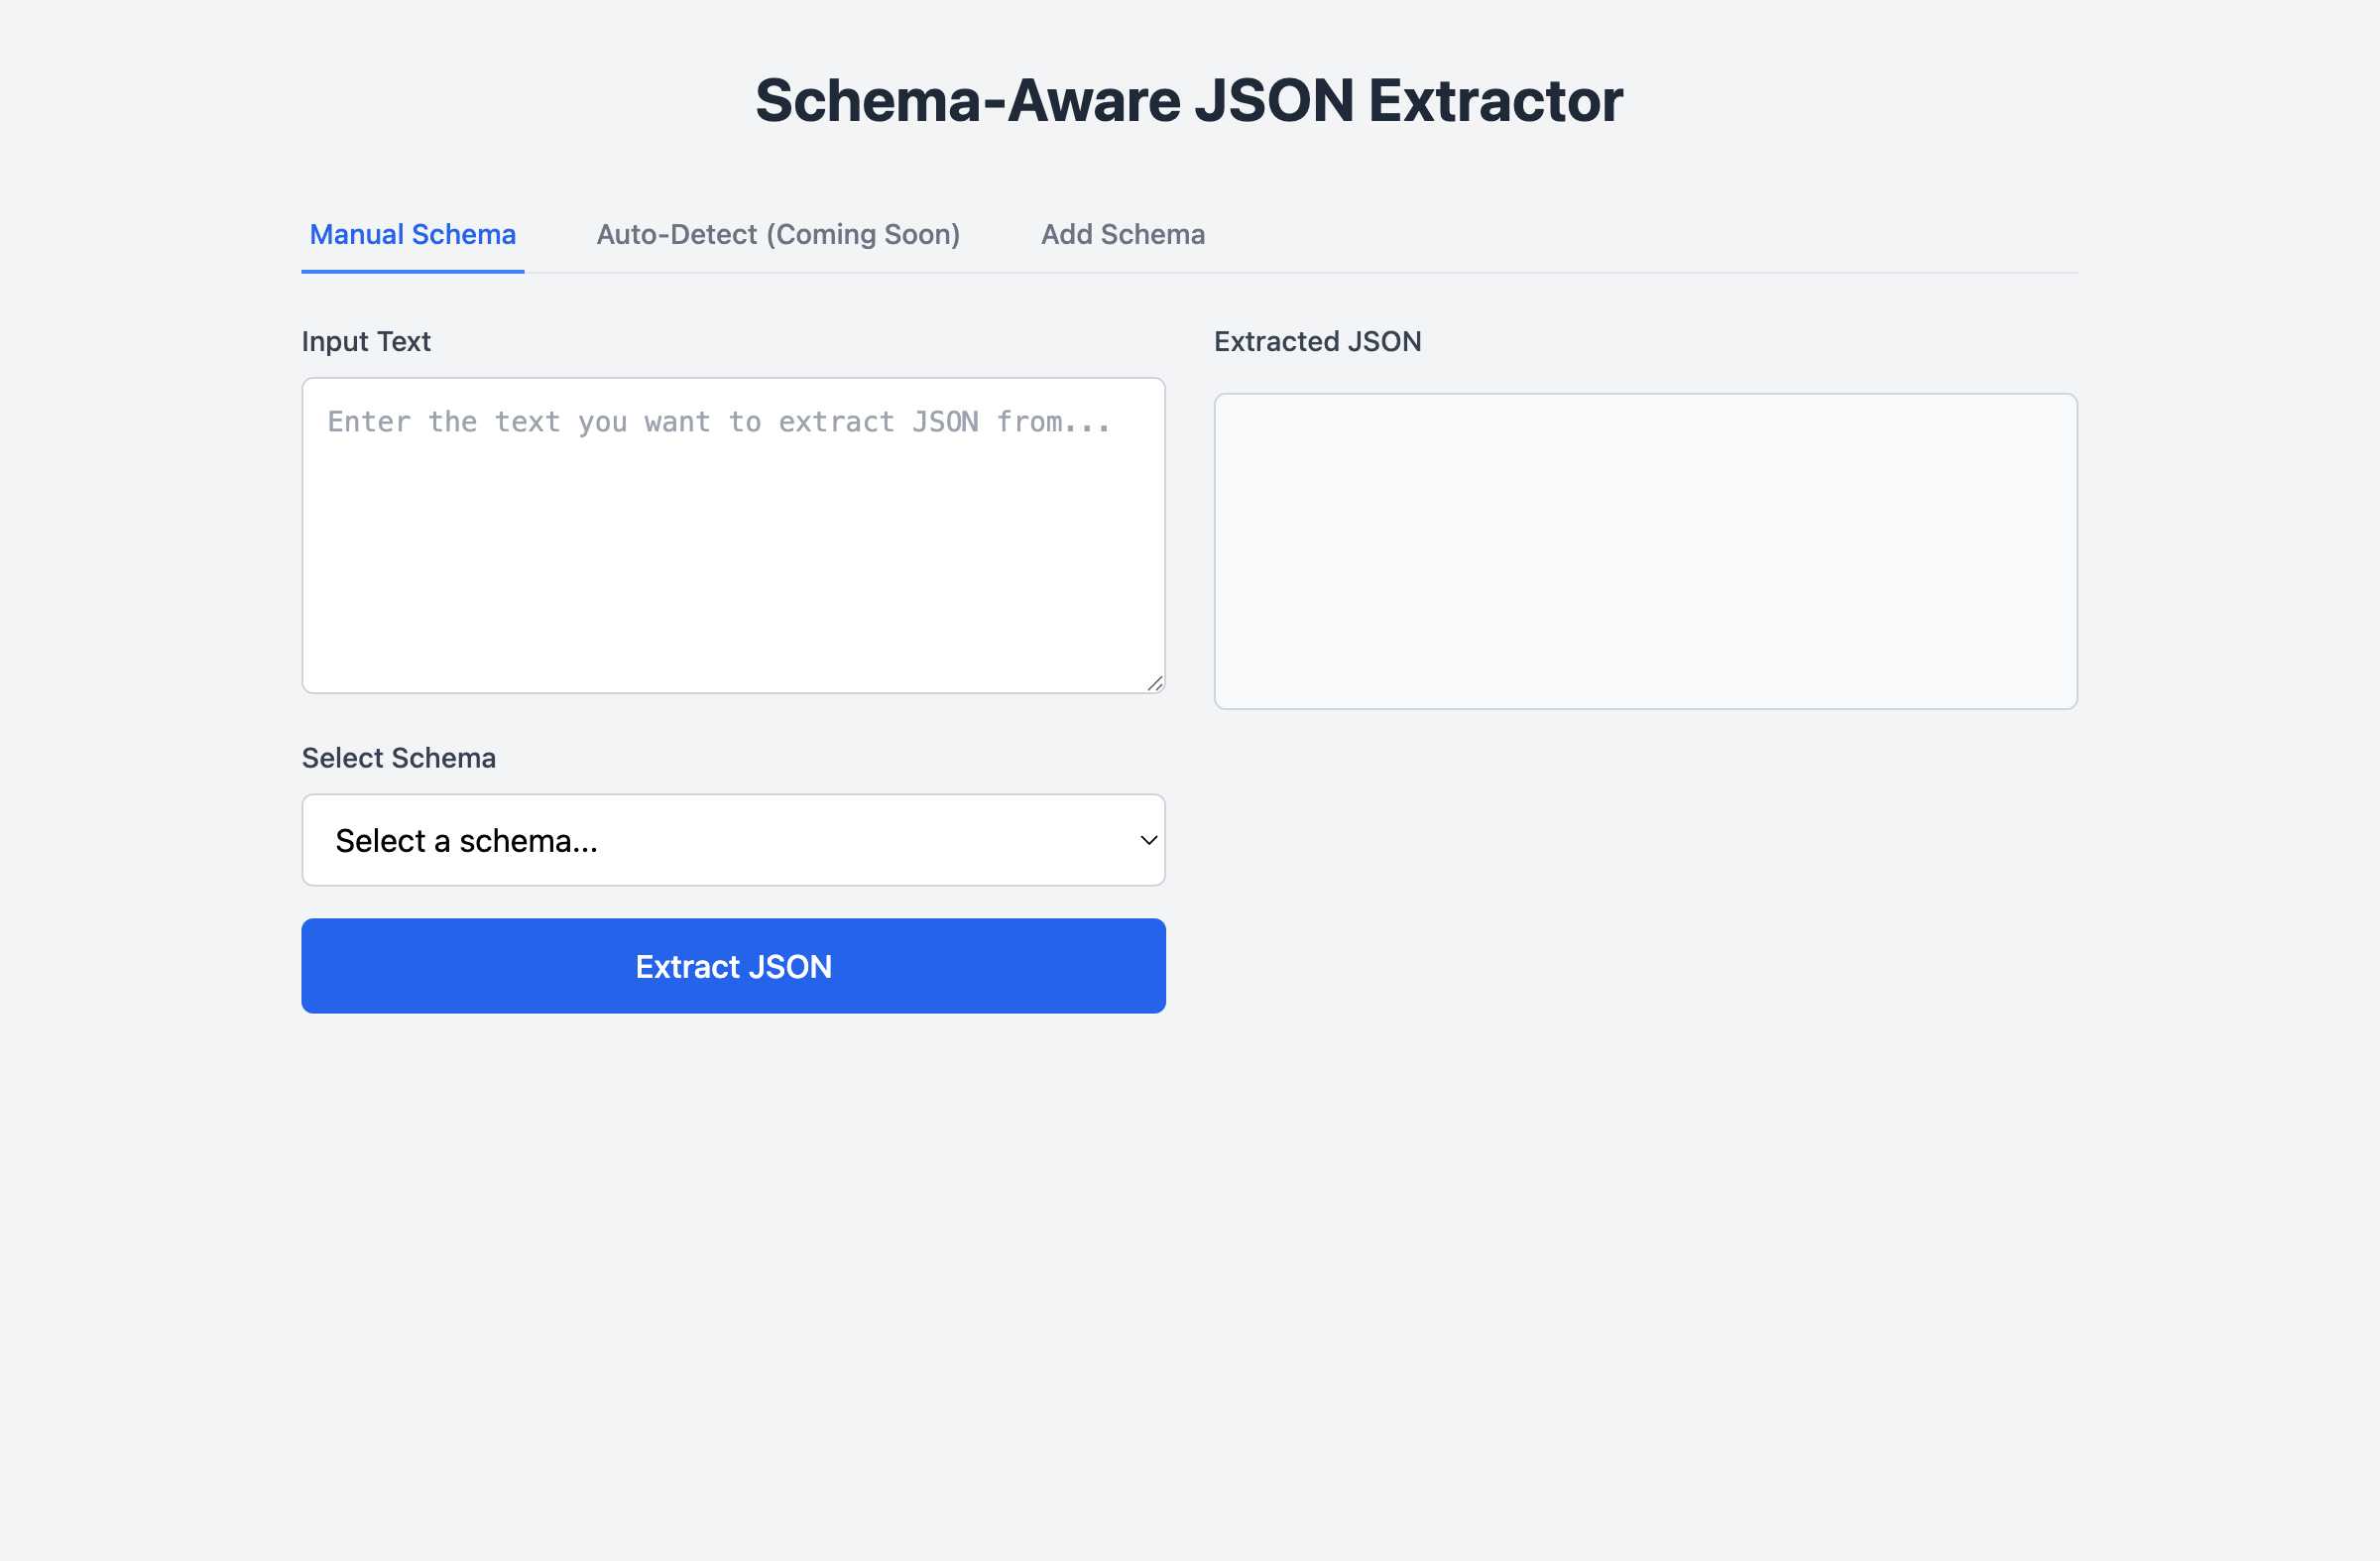 Schema-Aware JSON Extractor
Manual Schema
Auto-Detect (Coming Soon)
Add Schema
Input Text
Enter the text you want to extract JSON from...
Select Schema
Select a schema...
Extract JSON
Extracted JSON